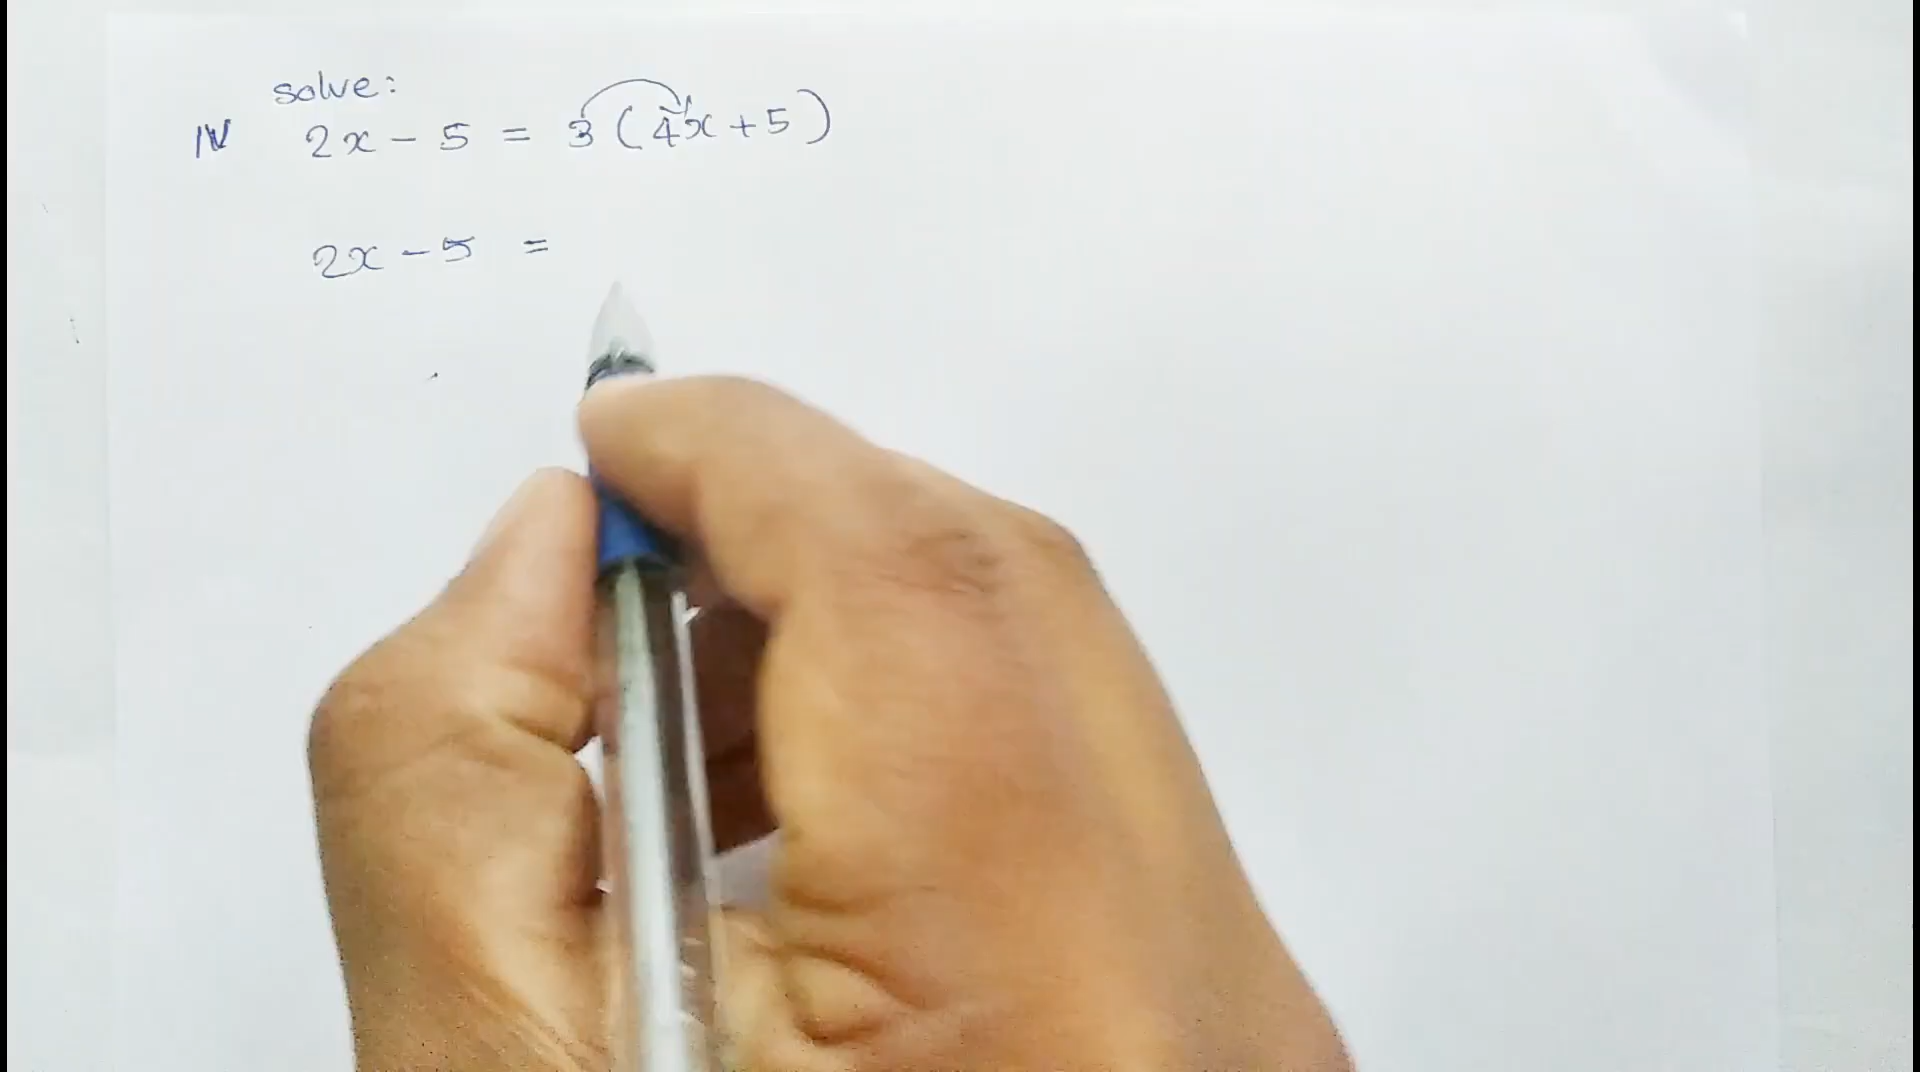 solve:
IV 2x - 5 = 3 (4x + 5)
2x - 5 =